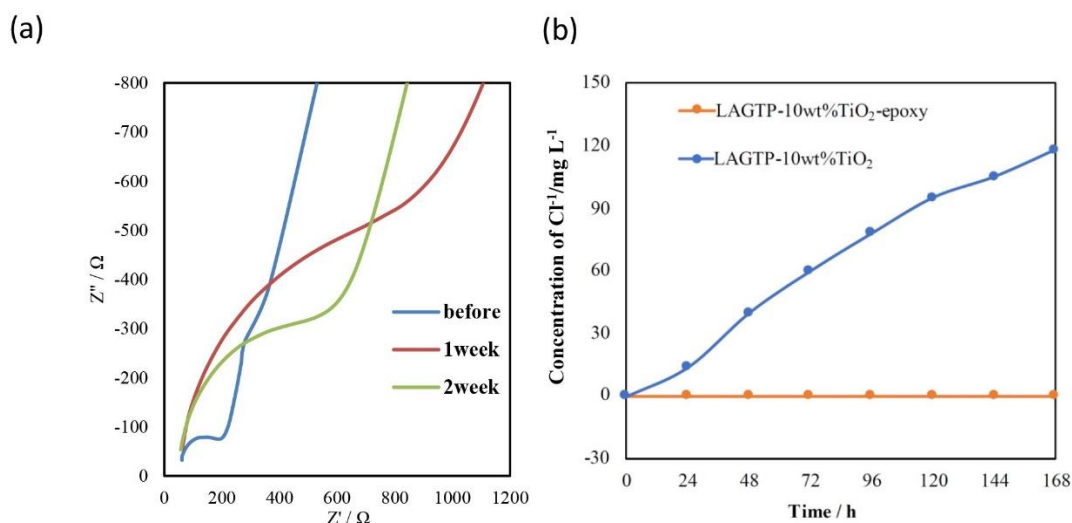 (a)
-800
-700
-600
-500
-400
-300
-200
-100
0
Z'' / Ω
0 200 400 600 800 1000 1200
Z' / Ω
before
1week
2week
(b)
150
120
90
60
30
0
-30
Concentration of Cl⁻¹/mg L⁻¹
LAGTP-10wt%TiO₂-epoxy
LAGTP-10wt%TiO₂
0 24 48 72 96 120 144 168
Time / h